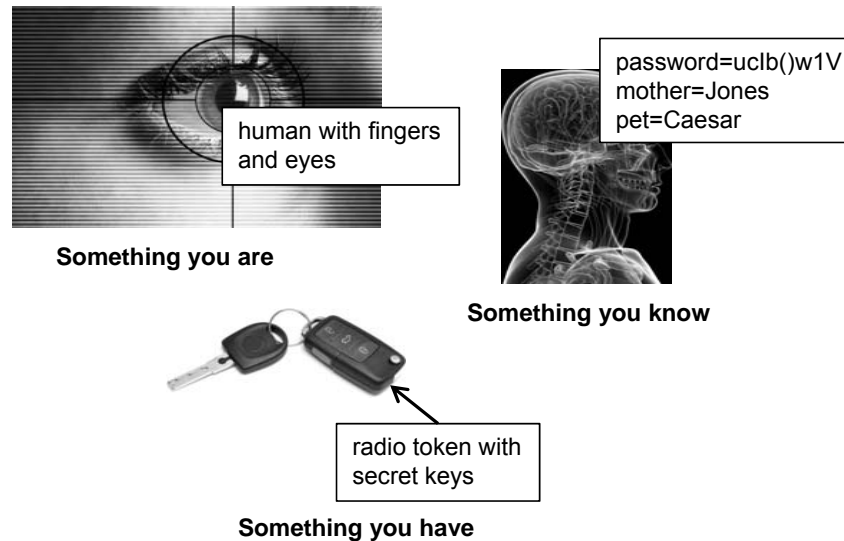 human with fingers
and eyes
Something you are
password=uclb()w1V
mother=Jones
pet=Caesar
Something you know
radio token with
secret keys
Something you have